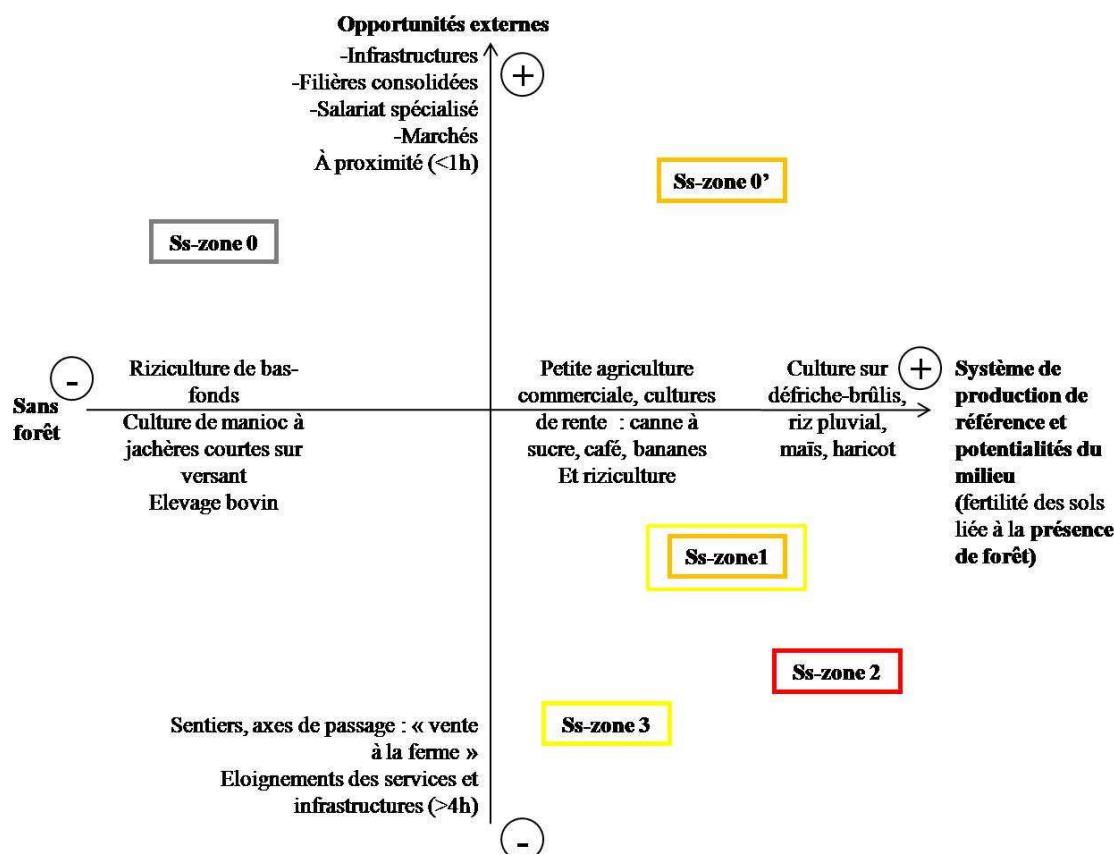 Opportunités externes
-Infrastructures
-Filières consolidées
-Salariat spécialisé
-Marchés
À proximité (<1h)
+
Ss-zone 0'
Ss-zone 0
-
Sans
forêt
Riziculture de bas-
fonds
Culture de manioc à
jachères courtes sur
versant
Elevage bovin
Petite agriculture
commerciale, cultures
de rente : canne à
sucre, café, bananes
Et riziculture
Culture sur
défriche-brûlis,
riz pluvial,
maïs, haricot
+
Système de
production de
référence et
potentialités du
milieu
(fertilité des sols
liée à la présence
de forêt)
Ss-zone1
Ss-zone 2
Ss-zone 3
Sentiers, axes de passage : « vente
à la ferme »
Eloignements des services et
infrastructures (>4h)
-